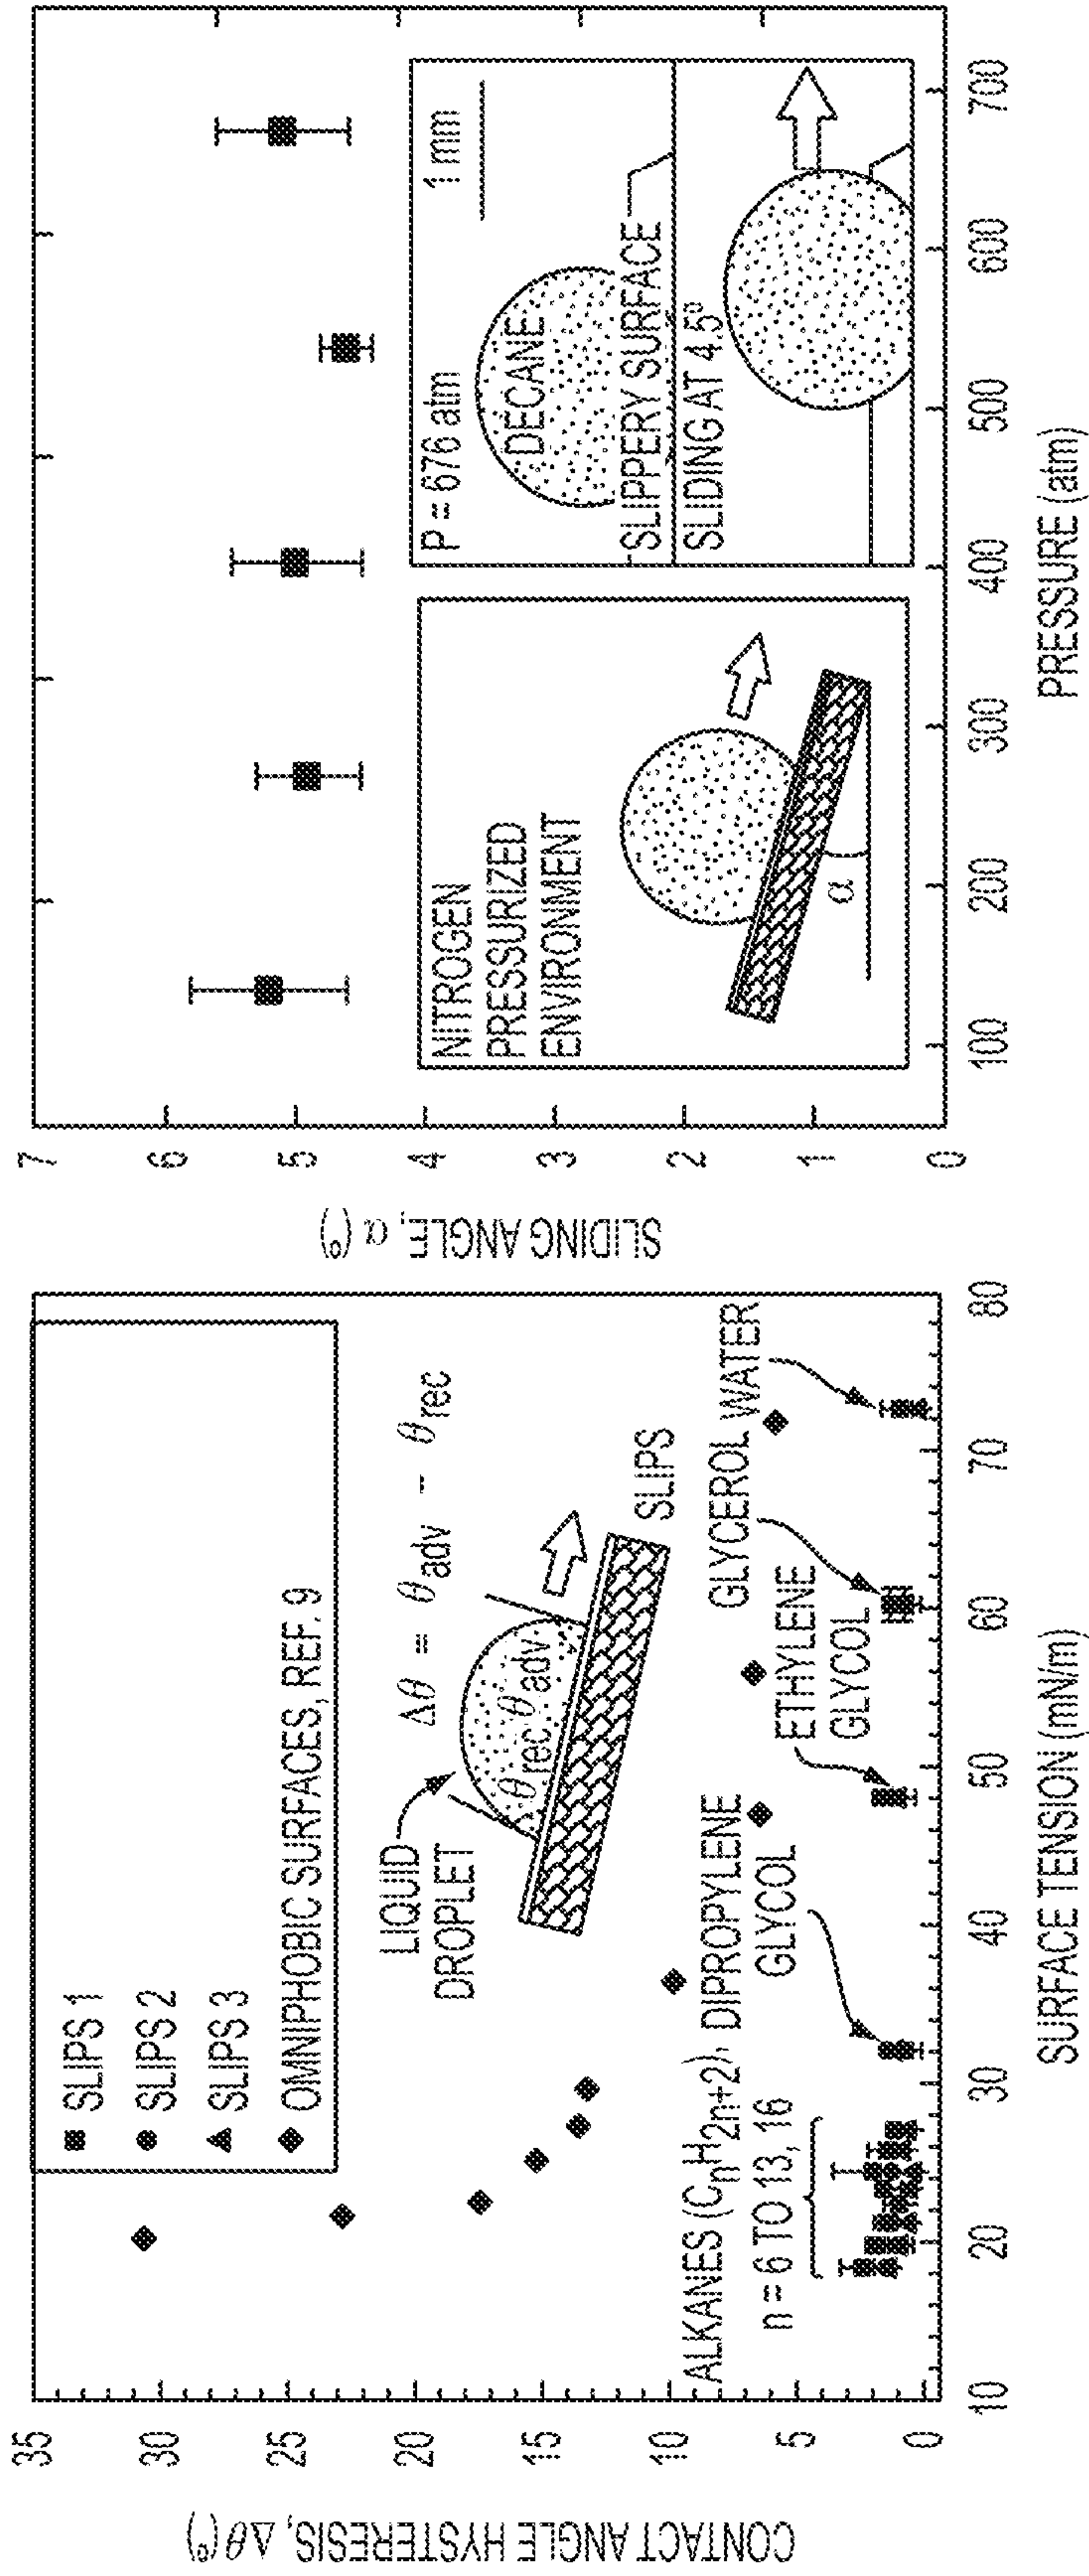 CONTACT ANGLE HYSTERESIS, Δθ (º)
35
30
25
20
15
10
5
0
SLIPS 1
SLIPS 2
SLIPS 3
OMNIPHOBIC SURFACES, REF. 9
LIQUID
DROPLET
Δθ = θadv - θrec
θrec θadv
SLIPS
ALKANES (CnH2n+2),
n = 6 TO 13, 16
DIPROPYLENE
GLYCOL
ETHYLENE
GLYCOL
GLYCEROL
WATER
10
20
30
40
50
60
70
80
SURFACE TENSION (mN/m)
SLIDING ANGLE, α (º)
7
6
5
4
3
2
1
0
NITROGEN
PRESSURIZED
ENVIRONMENT
α
P = 676 atm
1 mm
DECANE
SLIPPERY SURFACE
SLIDING AT 4.5º
100
200
300
400
500
600
700
PRESSURE (atm)